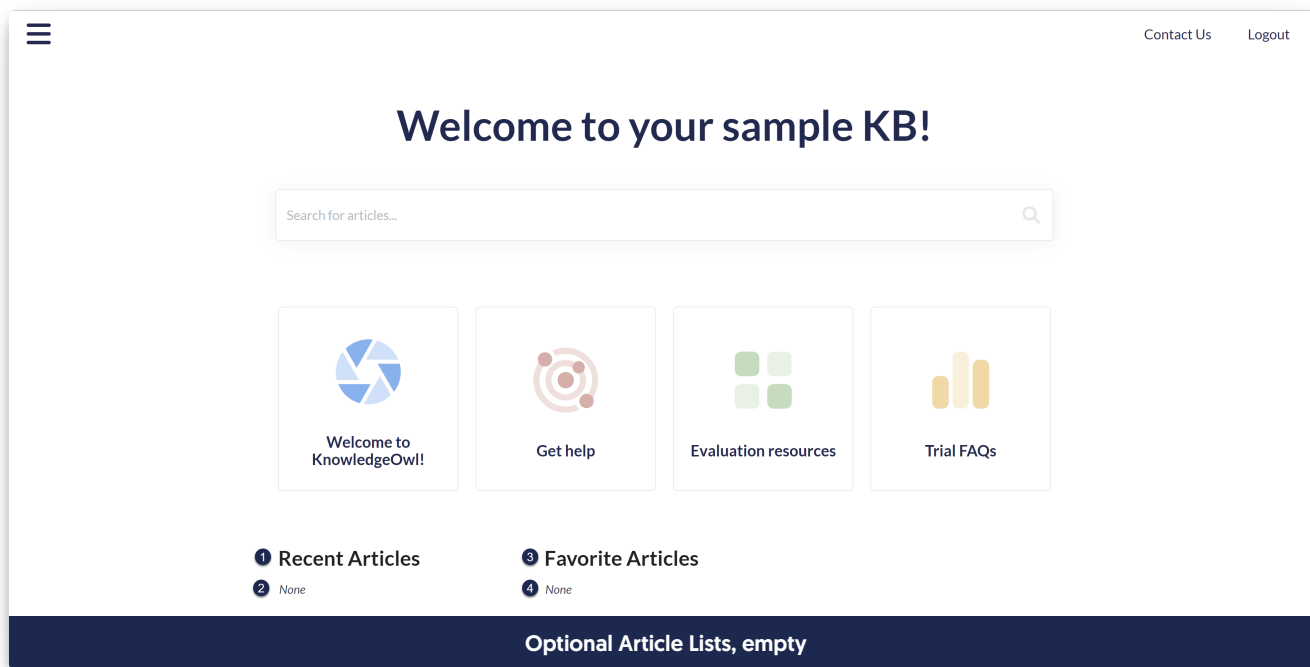 Contact Us Logout
Welcome to your sample KB!
Search for articles...
Welcome to
KnowledgeOwl!
Get help
Evaluation resources
Trial FAQs
1 Recent Articles
2 None
3 Favorite Articles
4 None
Optional Article Lists, empty